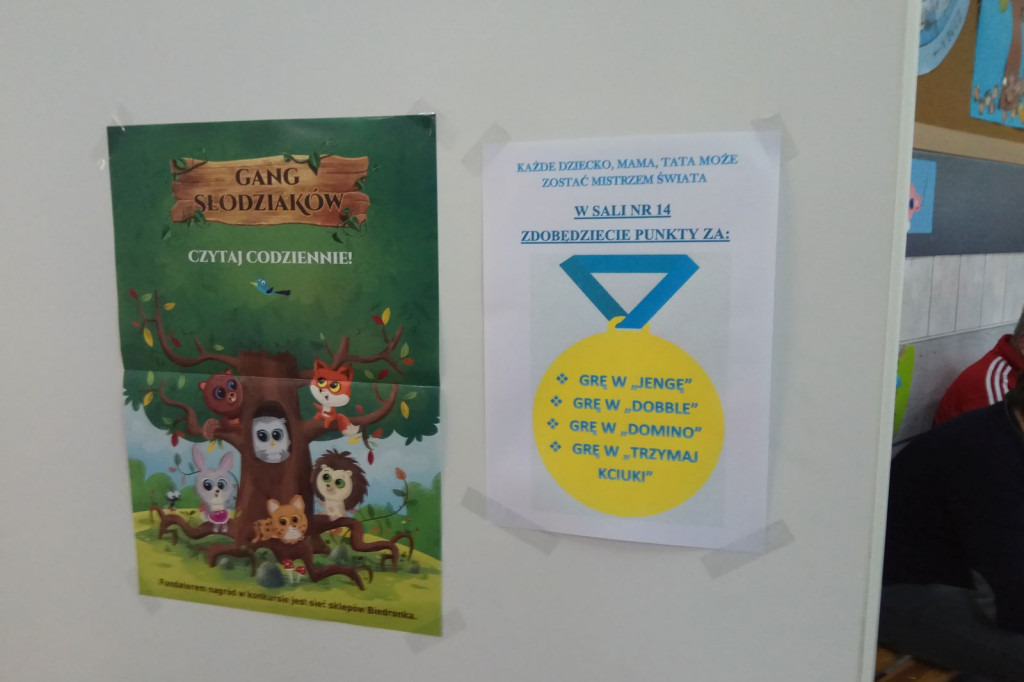 GANG
SŁODZIAKÓW
CZYTAJ CODZIENNIE!
Fundatorem nagród w konkursie jest sieć sklepów Biedronka.
KAŻDE DZIECKO, MAMA, TATA MOŻE
ZOSTAĆ MISTRZEM ŚWIATA
W SALI NR 14
ZDOBĘDZIECIE PUNKTY ZA:
❖ GRĘ W „JENGĘ”
❖ GRĘ W „DOBBLE”
❖ GRĘ W „DOMINO”
❖ GRĘ W „TRZYMAJ
KCIUKI”